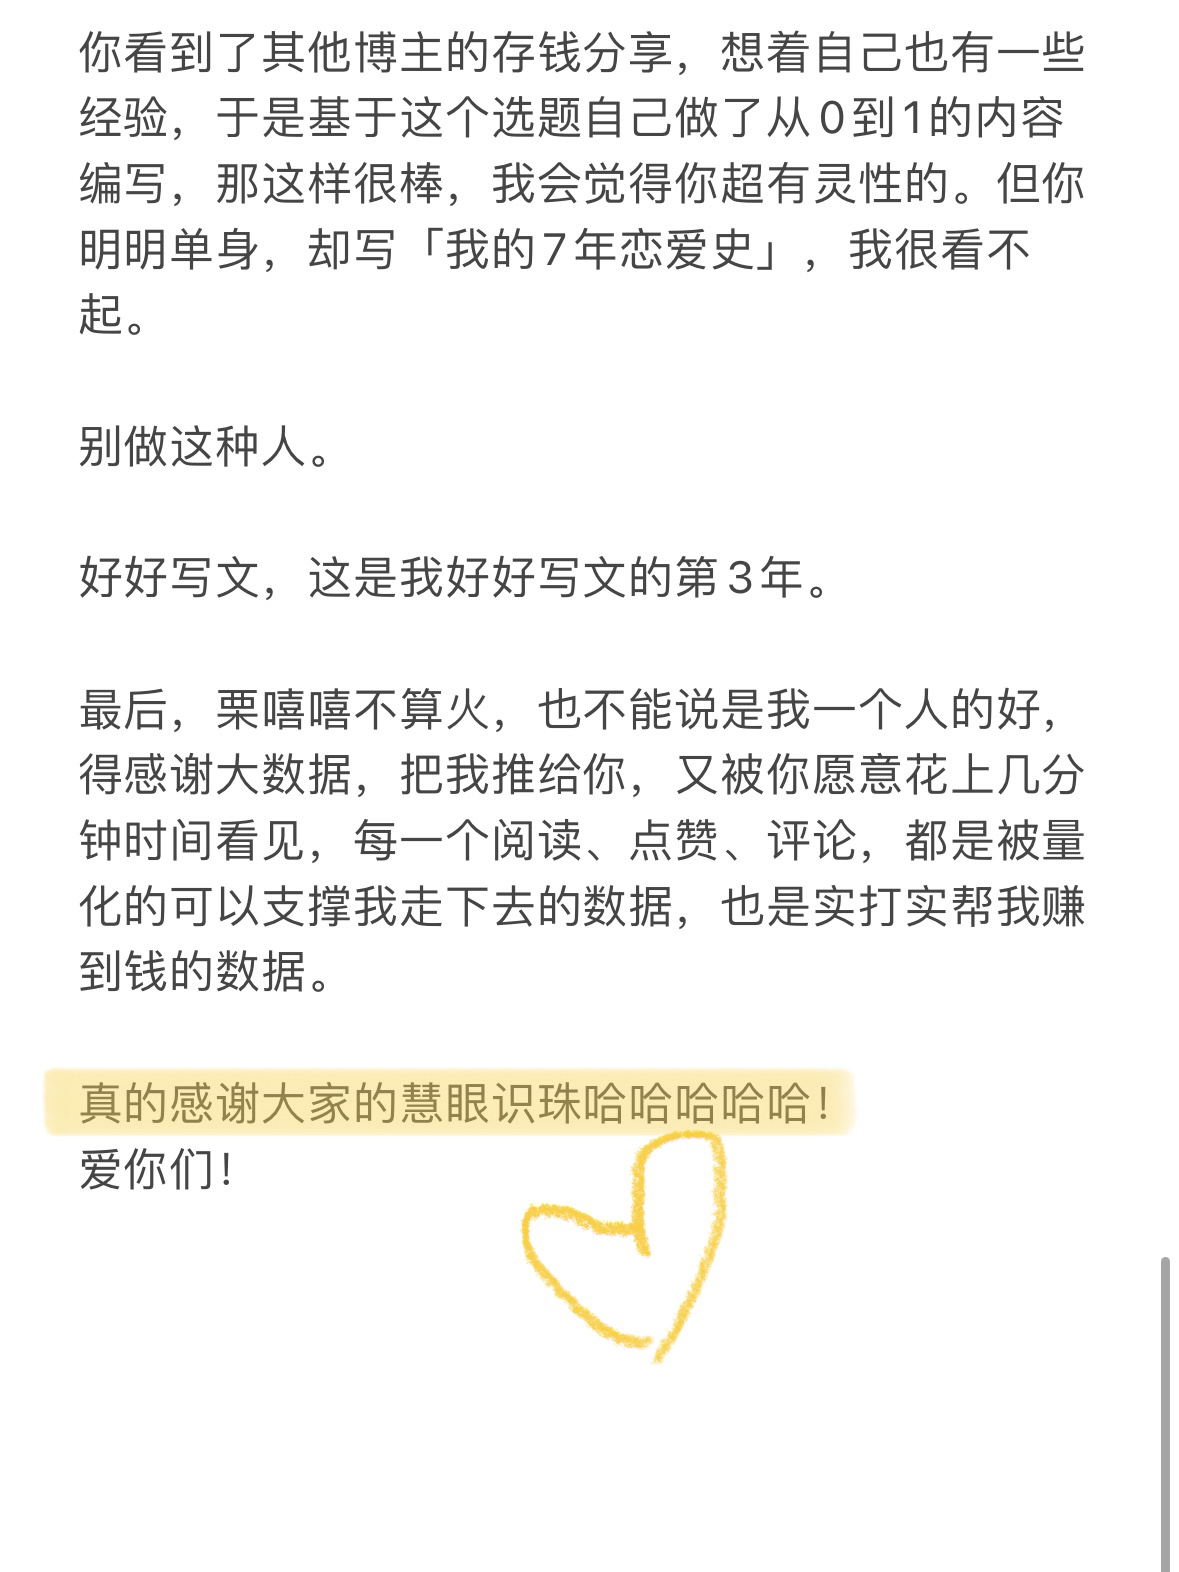 你看到了其他博主的存钱分享，想着自己也有一些
经验，于是基于这个选题自己做了从0到1的内容
编写，那这样很棒，我会觉得你超有灵性的。但你
明明单身，却写「我的7年恋爱史」，我很看不
起。
别做这种人。
好好写文，这是我好好写文的第3年。
最后，栗嘻嘻不算火，也不能说是我一个人的好，
得感谢大数据，把我推给你，又被你愿意花上几分
钟时间看见，每一个阅读、点赞、评论，都是被量
化的可以支撑我走下去的数据，也是实打实帮我赚
到钱的数据。
真的感谢大家的慧眼识珠哈哈哈哈哈！
爱你们！